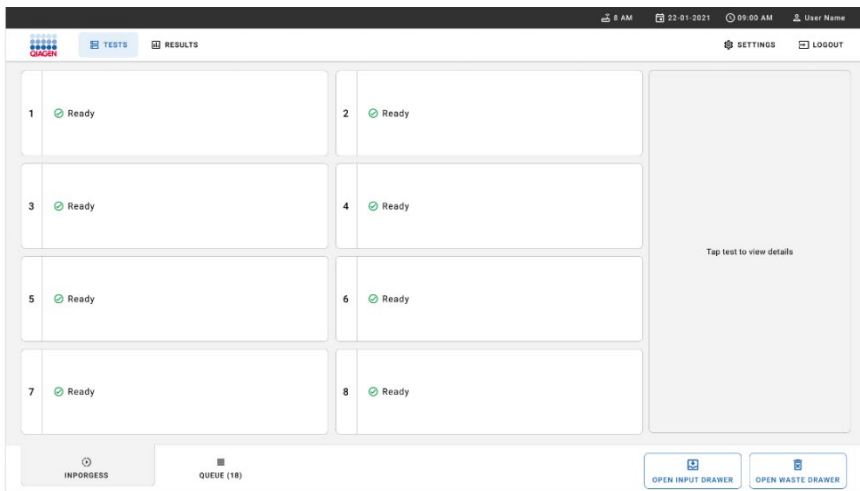 8 AM 22-01-2021 09:00 AM User Name
QIAGEN TESTS RESULTS SETTINGS LOGOUT
1 Ready
2 Ready
3 Ready
4 Ready
Tap test to view details
5 Ready
6 Ready
7 Ready
8 Ready
INPORGESS QUEUE (18) OPEN INPUT DRAWER OPEN WASTE DRAWER